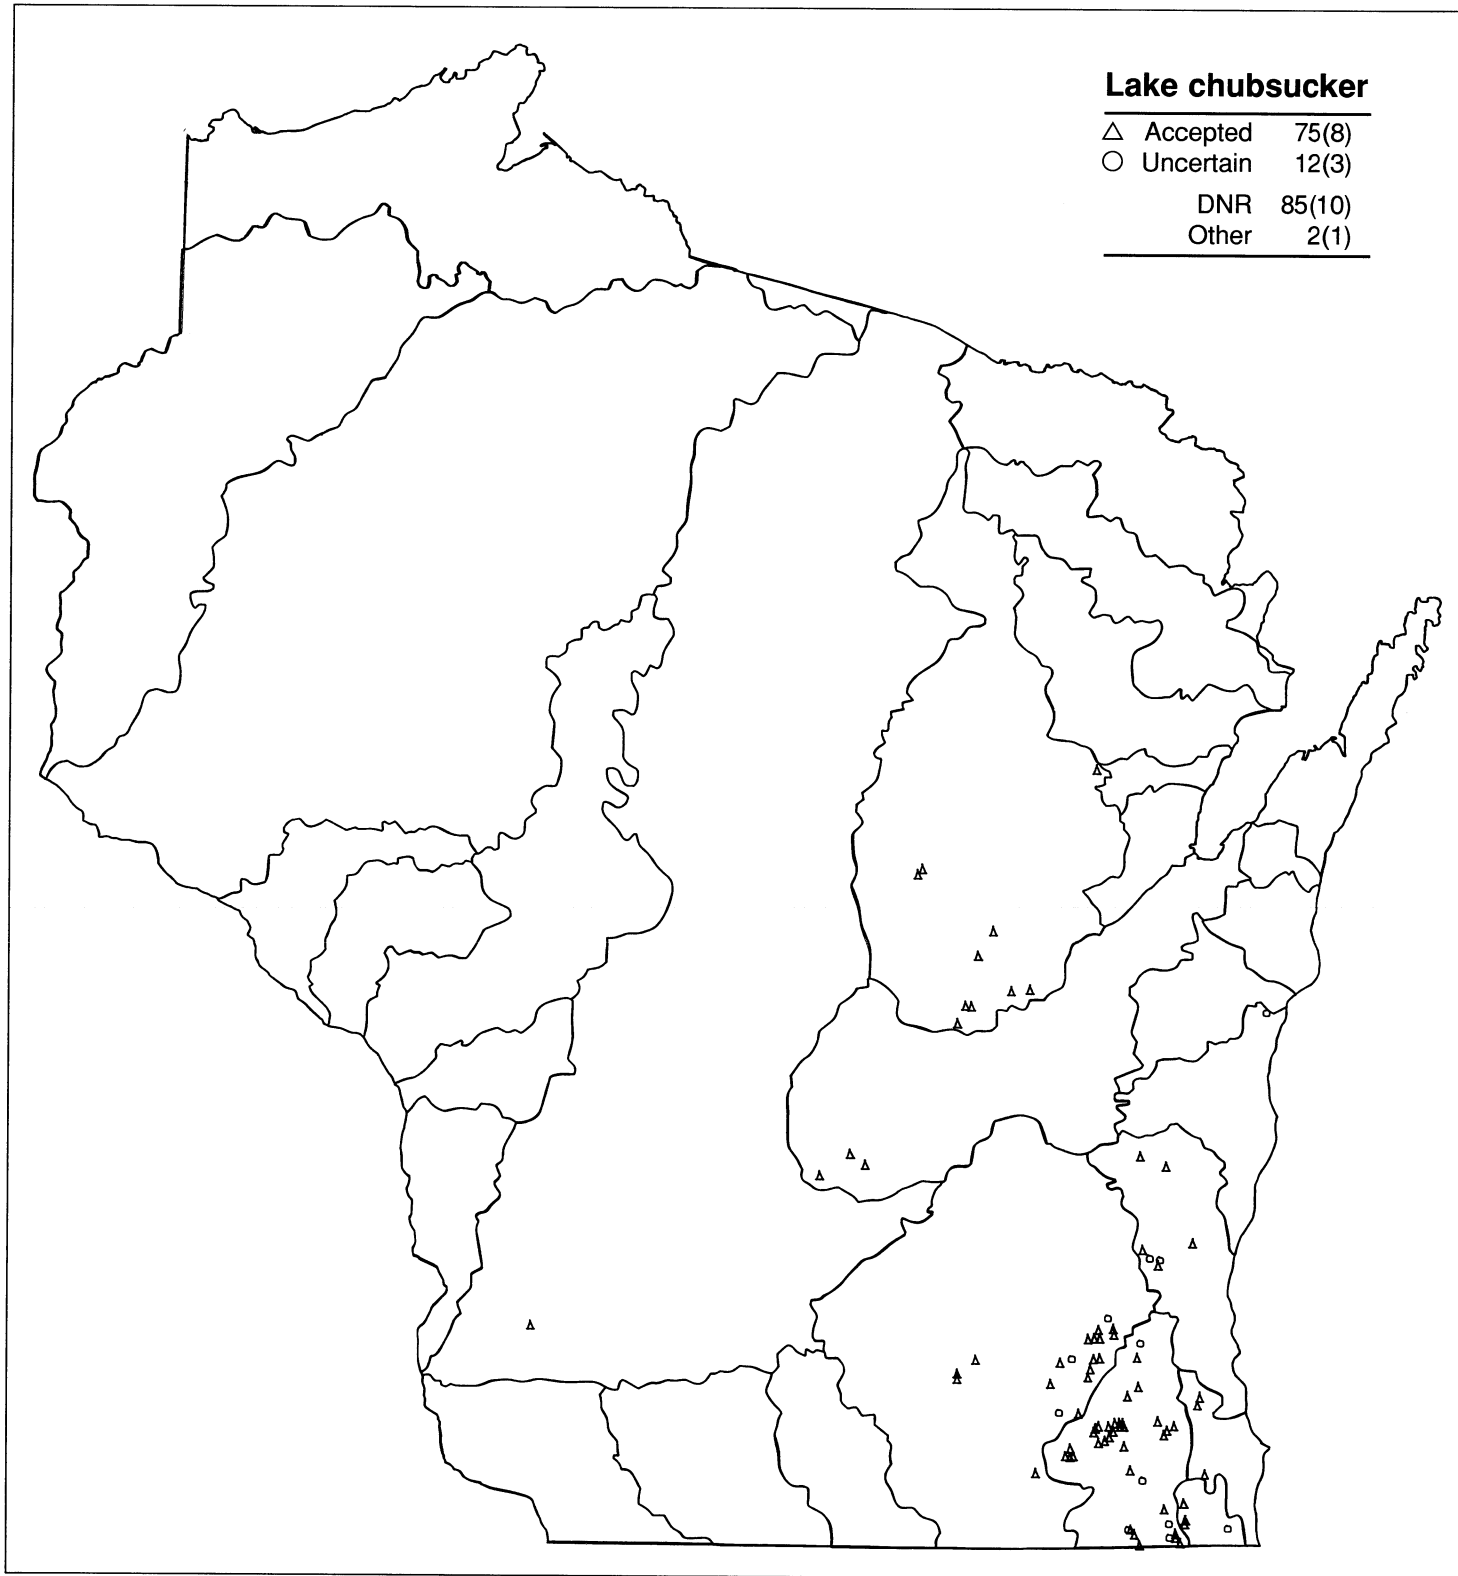 Lake chubsucker
△ Accepted 75(8)
○ Uncertain 12(3)
DNR 85(10)
Other 2(1)